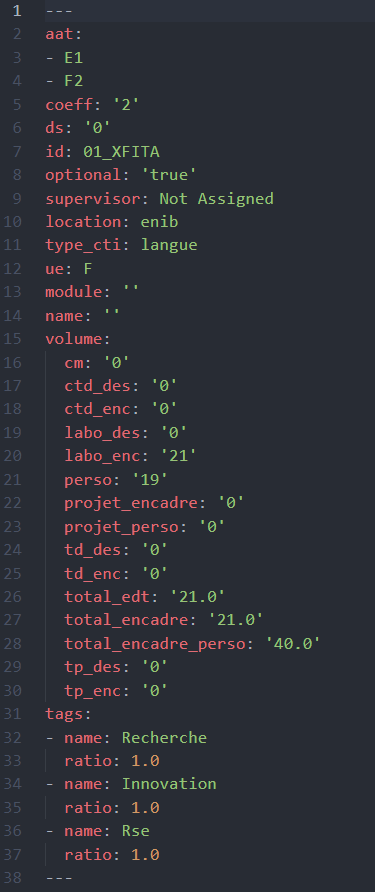 1 ---
2 aat:
3 - E1
4 - F2
5 coeff: '2'
6 ds: '0'
7 id: 01_XFITA
8 optional: 'true'
9 supervisor: Not Assigned
10 location: enib
11 type_cti: langue
12 ue: F
13 module: ''
14 name: ''
15 volume:
16   cm: '0'
17   ctd_des: '0'
18   ctd_enc: '0'
19   labo_des: '0'
20   labo_enc: '21'
21   perso: '19'
22   projet_encadre: '0'
23   projet_perso: '0'
24   td_des: '0'
25   td_enc: '0'
26   total_edt: '21.0'
27   total_encadre: '21.0'
28   total_encadre_perso: '40.0'
29   tp_des: '0'
30   tp_enc: '0'
31 tags:
32 - name: Recherche
33   ratio: 1.0
34 - name: Innovation
35   ratio: 1.0
36 - name: Rse
37   ratio: 1.0
38 ---